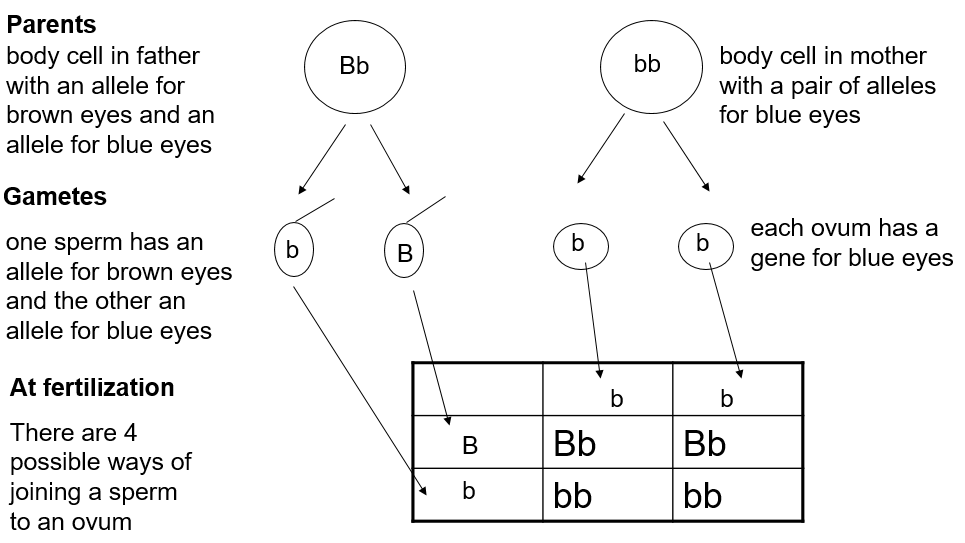 Parents
body cell in father
with an allele for
brown eyes and an
allele for blue eyes
Bb
bb
body cell in mother
with a pair of alleles
for blue eyes
Gametes
one sperm has an
allele for brown eyes
and the other an
allele for blue eyes
b
B
b
b
each ovum has a
gene for blue eyes
At fertilization
There are 4
possible ways of
joining a sperm
to an ovum
b b
B Bb Bb
b bb bb